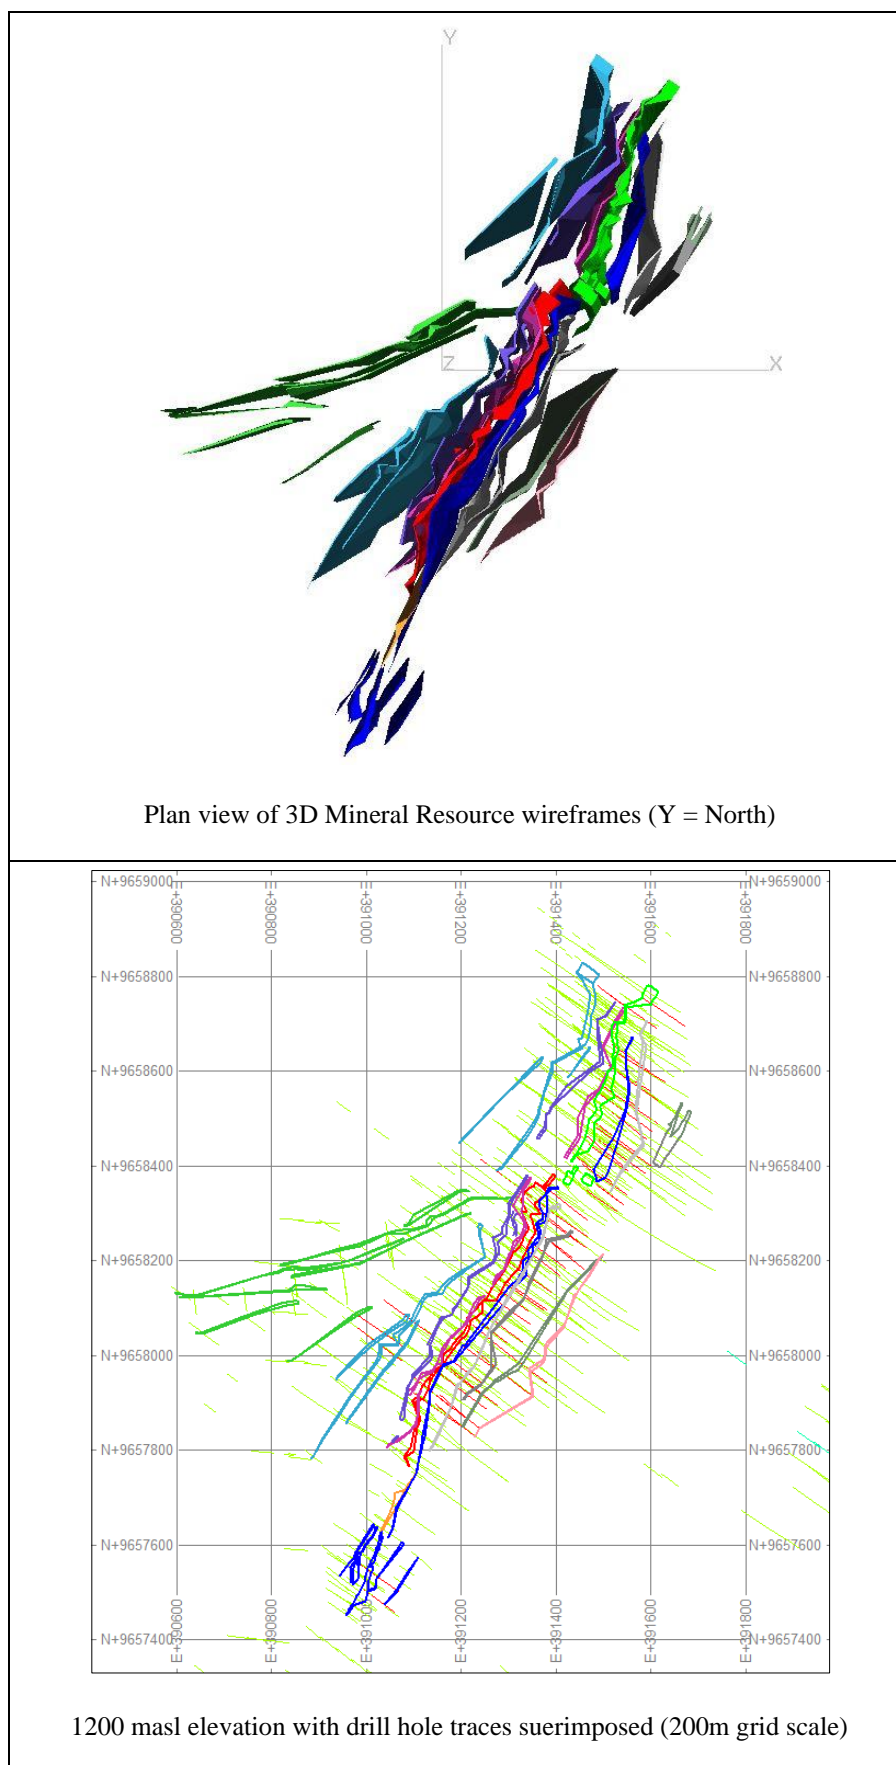 Y
Z
X
Plan view of 3D Mineral Resource wireframes (Y = North)
N+9659000
E+390600
E+390800
E+391000
E+391200
E+391400
E+391600
E+391800
N+9659000
N+9658800
N+9658800
N+9658600
N+9658600
N+9658400
N+9658400
N+9658200
N+9658200
N+9658000
N+9658000
N+9657800
N+9657800
N+9657600
N+9657600
N+9657400
E+390600
E+390800
E+391000
E+391200
E+391400
E+391600
E+391800
N+9657400
1200 masl elevation with drill hole traces suerimposed (200m grid scale)